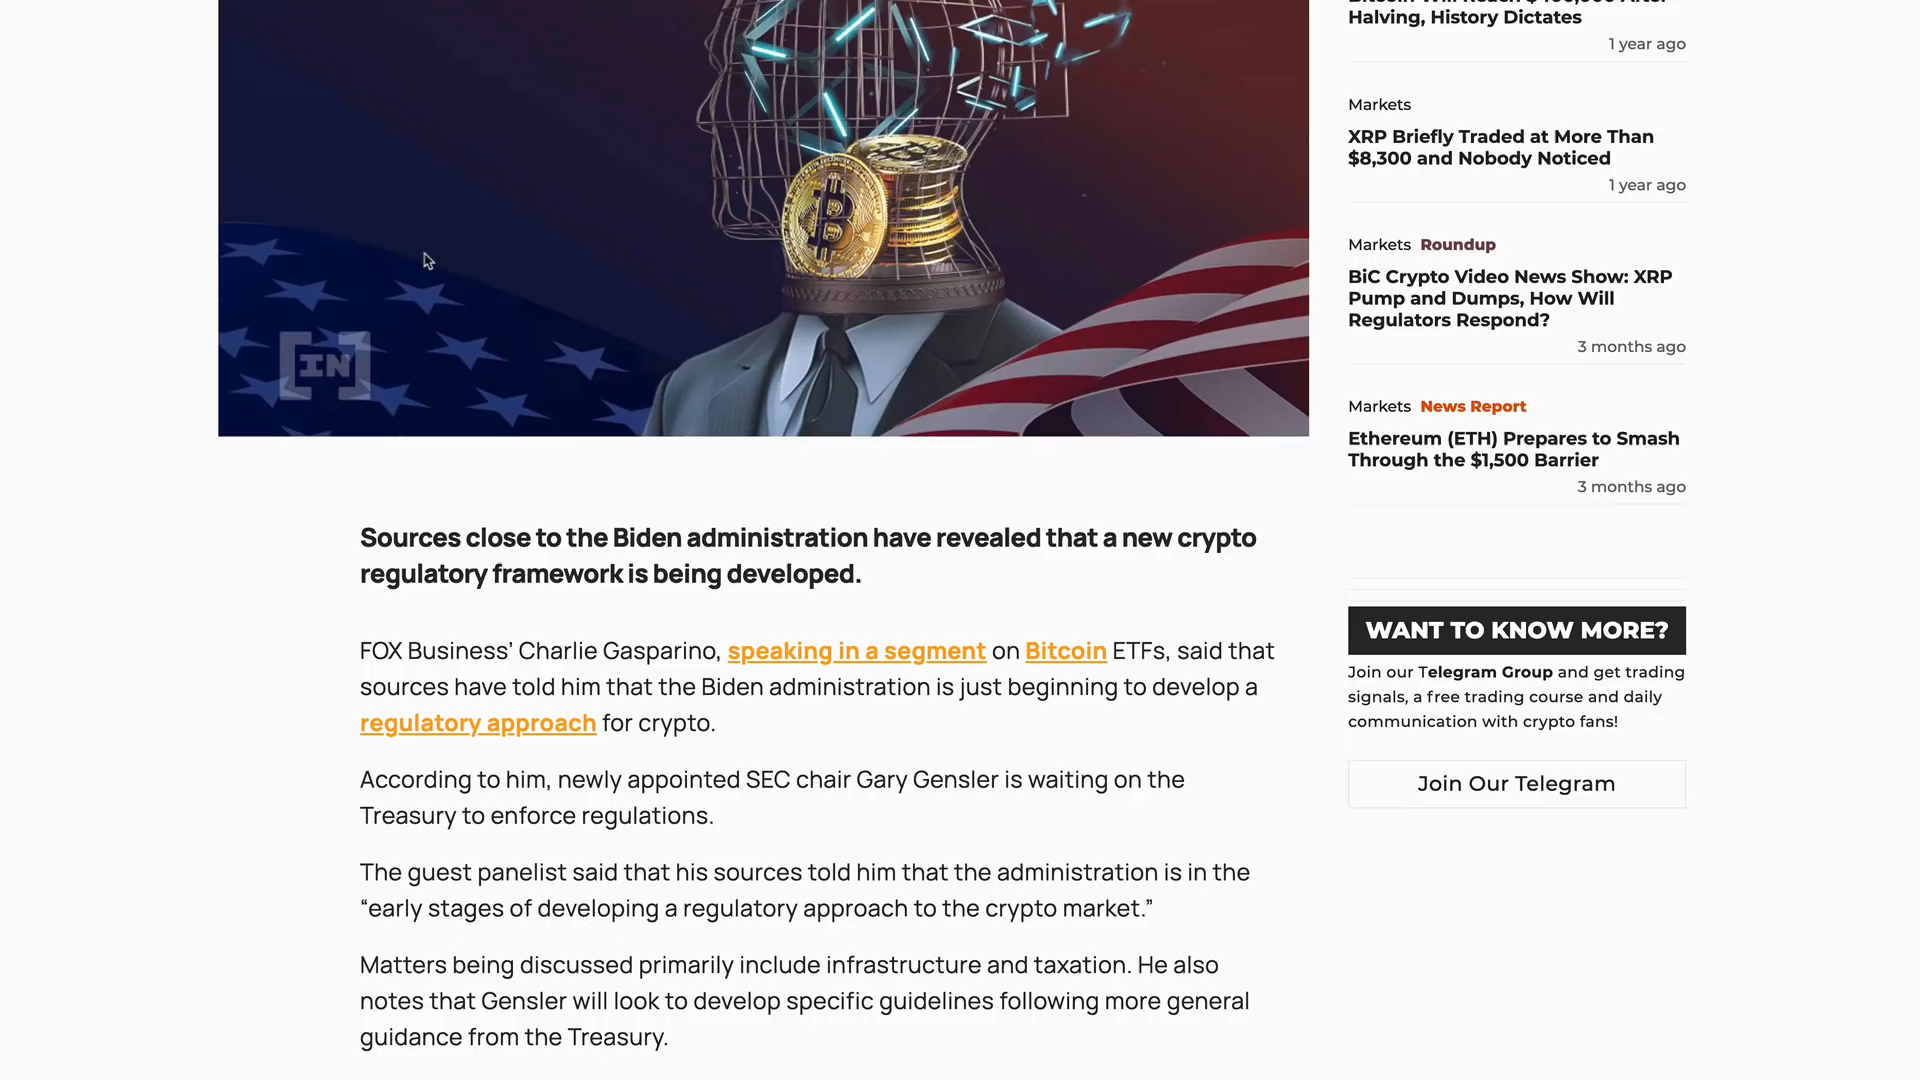 IN
Sources close to the Biden administration have revealed that a new crypto
regulatory framework is being developed.
FOX Business’ Charlie Gasparino, speaking in a segment on Bitcoin ETFs, said that
sources have told him that the Biden administration is just beginning to develop a
regulatory approach for crypto.
According to him, newly appointed SEC chair Gary Gensler is waiting on the
Treasury to enforce regulations.
The guest panelist said that his sources told him that the administration is in the
“early stages of developing a regulatory approach to the crypto market.”
Matters being discussed primarily include infrastructure and taxation. He also
notes that Gensler will look to develop specific guidelines following more general
guidance from the Treasury.
Halving, History Dictates
1 year ago
Markets
XRP Briefly Traded at More Than
$8,300 and Nobody Noticed
1 year ago
Markets Roundup
BiC Crypto Video News Show: XRP
Pump and Dumps, How Will
Regulators Respond?
3 months ago
Markets News Report
Ethereum (ETH) Prepares to Smash
Through the $1,500 Barrier
3 months ago
WANT TO KNOW MORE?
Join our Telegram Group and get trading
signals, a free trading course and daily
communication with crypto fans!
Join Our Telegram